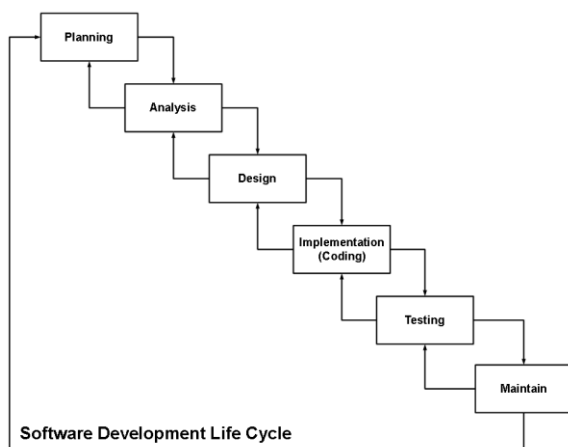 Planning
Analysis
Design
Implementation
(Coding)
Testing
Maintain
Software Development Life Cycle